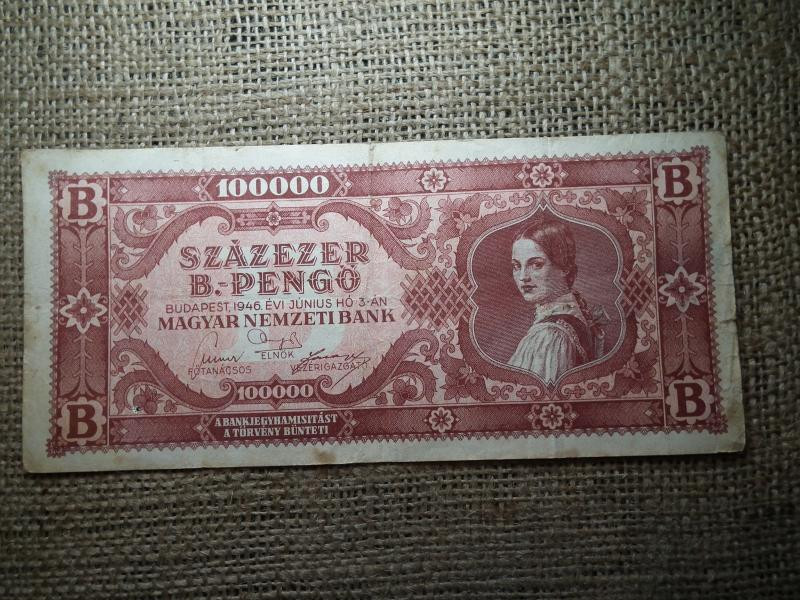 B 100000 B
SZÁZEZER
B.-PENGŐ
BUDAPEST, 1946. ÉVI JÚNIUS HÓ 3-ÁN
MAGYAR NEMZETI BANK
ELNÖK
FŐTANÁCSOS VEZÉRIGAZGATÓ
100000
B B
A BANKJEGYHAMISITÁST
A TÖRVÉNY BÜNTETI